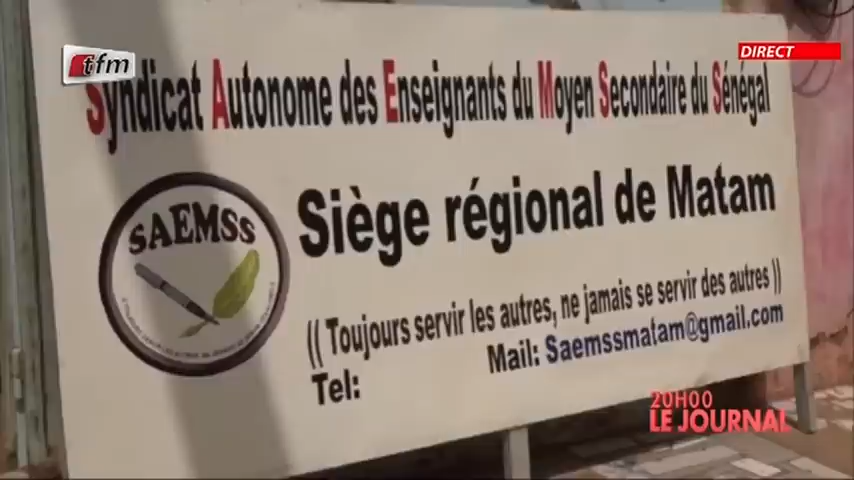 tfm
DIRECT
Syndicat Autonome des Enseignants du Moyen Secondaire du Sénégal
SAEMSS
Siège régional de Matam
(( Toujours servir les autres, ne jamais se servir des autres ))
Tel:
Mail: Saemssmatam@gmail.com
20H00
LE JOURNAL